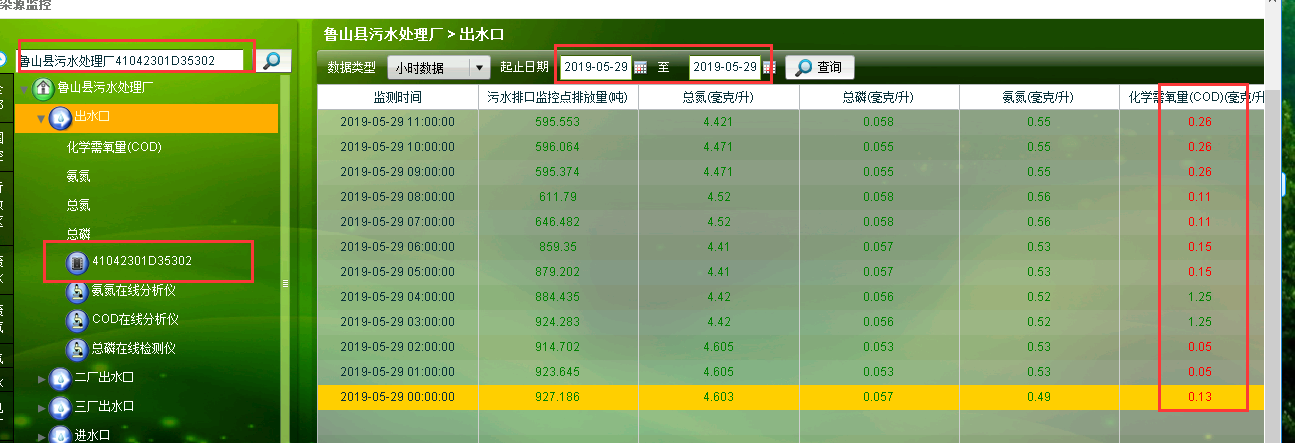 染源监控
鲁山县污水处理厂 > 出水口
鲁山县污水处理厂41042301D35302
数据类型 小时数据 起止日期 2019-05-29 至 2019-05-29 查询
鲁山县污水处理厂
出水口
化学需氧量(COD)
氨氮
总氮
总磷
41042301D35302
氨氮在线分析仪
COD在线分析仪
总磷在线检测仪
二厂出水口
三厂出水口
进水口
监测时间 污水排口监控点排放量(吨) 总氮(毫克/升) 总磷(毫克/升) 氨氮(毫克/升) 化学需氧量(COD)(毫克/升
2019-05-29 11:00:00 595.553 4.421 0.058 0.55 0.26
2019-05-29 10:00:00 596.064 4.471 0.055 0.55 0.26
2019-05-29 09:00:00 595.374 4.471 0.055 0.55 0.26
2019-05-29 08:00:00 611.79 4.52 0.058 0.56 0.11
2019-05-29 07:00:00 646.482 4.52 0.058 0.56 0.11
2019-05-29 06:00:00 859.35 4.41 0.057 0.53 0.15
2019-05-29 05:00:00 879.202 4.41 0.057 0.53 0.15
2019-05-29 04:00:00 884.435 4.42 0.056 0.52 1.25
2019-05-29 03:00:00 924.283 4.42 0.056 0.52 1.25
2019-05-29 02:00:00 914.702 4.605 0.053 0.53 0.05
2019-05-29 01:00:00 923.645 4.605 0.053 0.53 0.05
2019-05-29 00:00:00 927.186 4.603 0.057 0.49 0.13